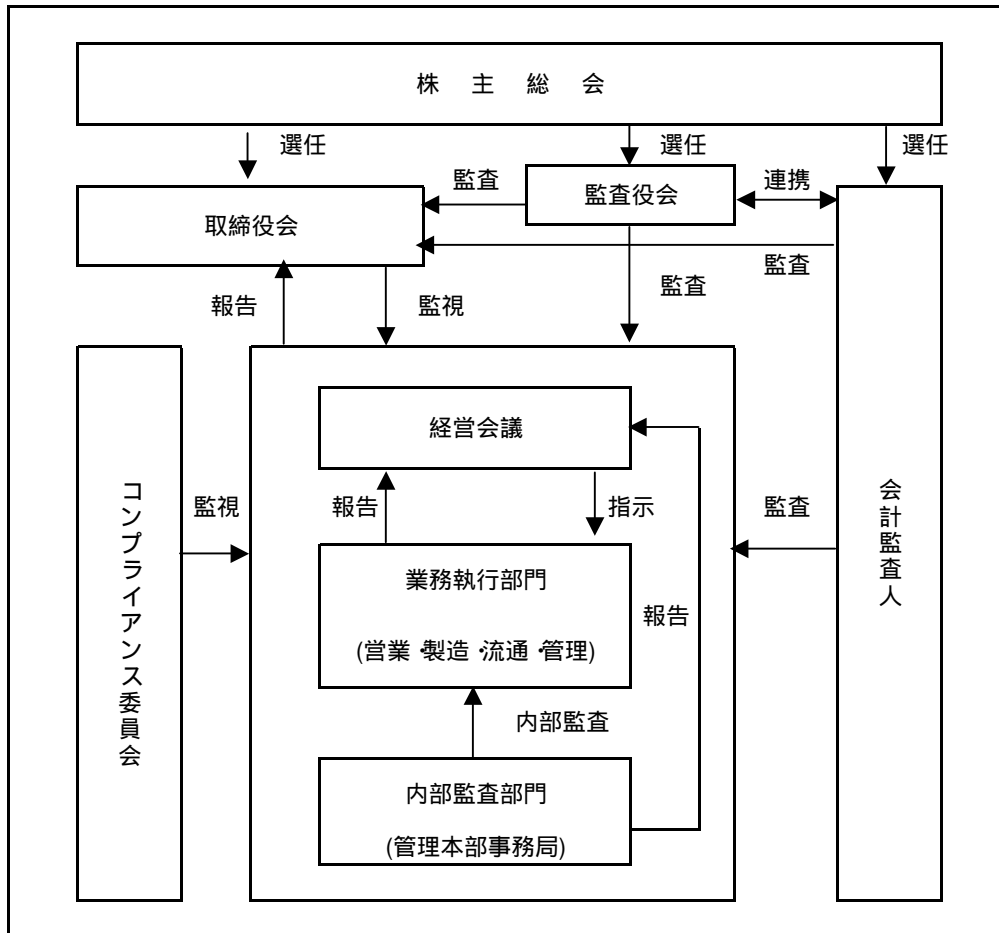 株 主 総 会
選任
選任
選任
監査
監査役会
連携
取締役会
監査
報告
監視
監査
経営会議
コンプライアンス委員会
監視
報告
指示
監査
会計監査人
業務執行部門
(営業・製造・流通・管理)
報告
内部監査
内部監査部門
(管理本部事務局)